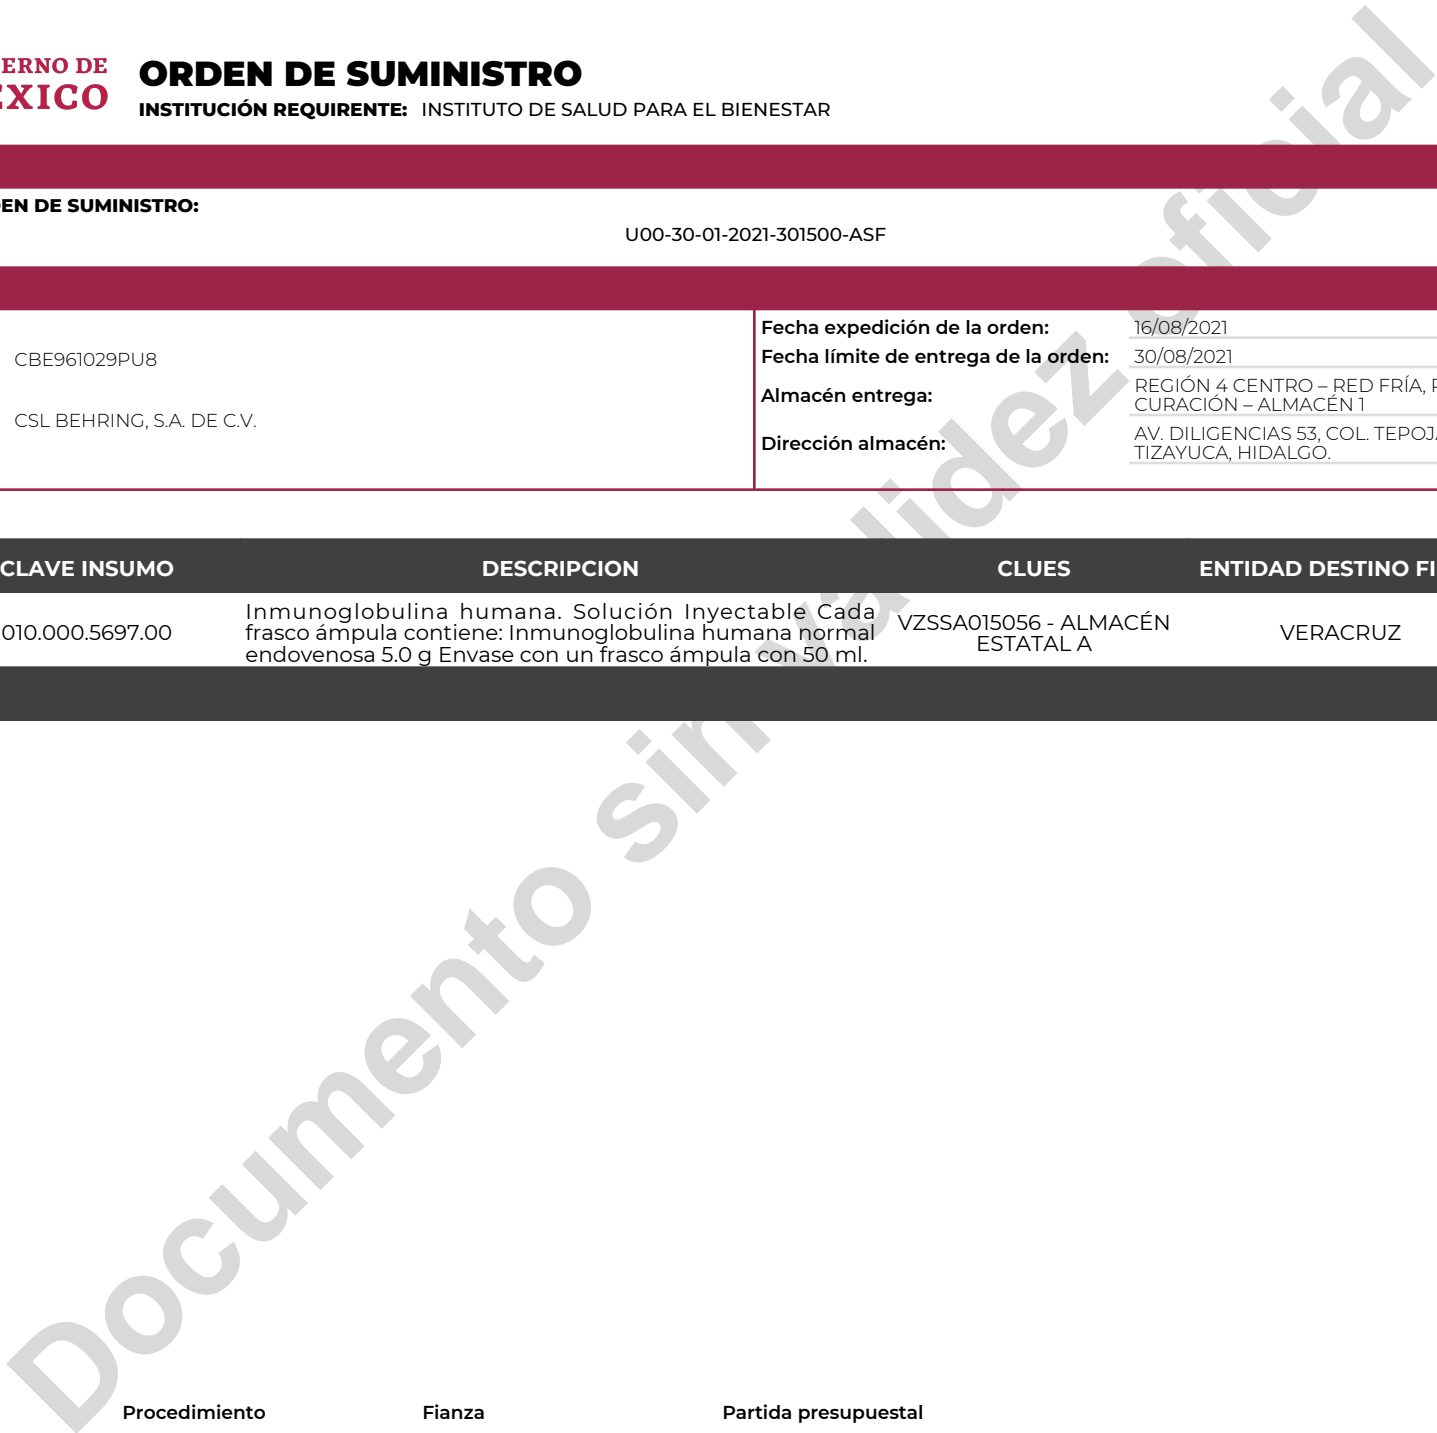 ERNO DE
EXICO
ORDEN DE SUMINISTRO
INSTITUCIÓN REQUIRENTE: INSTITUTO DE SALUD PARA EL BIENESTAR
EN DE SUMINISTRO:
U00-30-01-2021-301500-ASF
CBE961029PU8
CSL BEHRING, S.A. DE C.V.
Fecha expedición de la orden: 16/08/2021
Fecha límite de entrega de la orden: 30/08/2021
Almacén entrega: REGIÓN 4 CENTRO – RED FRÍA,
CURACIÓN – ALMACÉN 1
Dirección almacén: AV. DILIGENCIAS 53, COL. TEPOJ
TIZAYUCA, HIDALGO.
CLAVE INSUMO DESCRIPCION CLUES ENTIDAD DESTINO FI
010.000.5697.00
Inmunoglobulina humana. Solución Inyectable Cada
frasco ámpula contiene: Inmunoglobulina humana normal
endovenosa 5.0 g Envase con un frasco ámpula con 50 ml.
VZSSA015056 - ALMACÉN
ESTATAL A
VERACRUZ
Documento sin validez oficial
Procedimiento Fianza Partida presupuestal